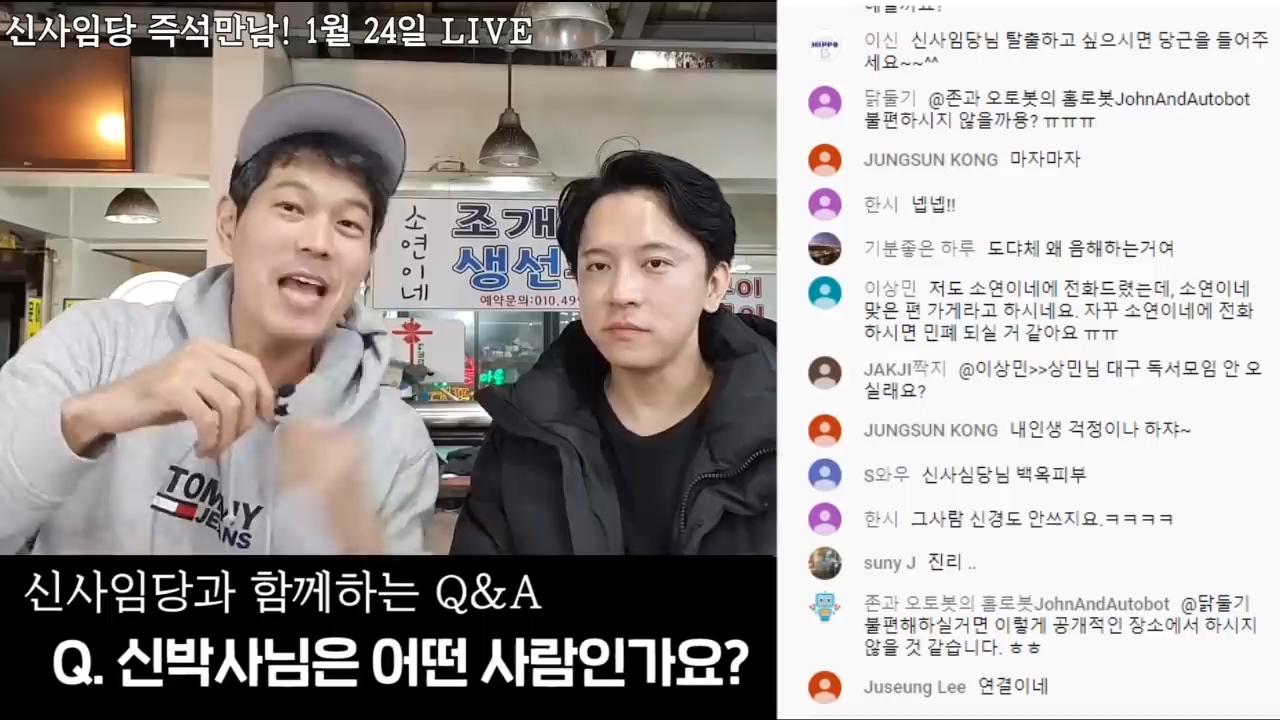 신사임당 즉석만남! 1월 24일 LIVE
소연이네
조개
생선
예약문의:010.499
TOMMY
JEANS
신사임당과 함께하는 Q&A
Q. 신박사님은 어떤 사람인가요?
HIPPO
이신 신사임당님 탈출하고 싶으시면 당근을 들어주
세요~~^^
닭둘기 @존과 오토봇의 홈로봇JohnAndAutobot
불편하시지 않을까용? ㅠㅠㅠ
JUNGSUN KONG 마자마자
한시 넵넵!!
기분좋은 하루 도댜체 왜 음해하는거여
이상민 저도 소연이네에 전화드렸는데, 소연이네
맞은 편 가게라고 하시네요. 자꾸 소연이네에 전화
하시면 민폐 되실 거 같아요 ㅠㅠ
JAKJI짝지 @이상민>>상민님 대구 독서모임 안 오
실래요?
JUNGSUN KONG 내인생 걱정이나 하쟈~
S와우 신사심당님 백옥피부
한시 그사람 신경도 안쓰지요.ㅋㅋㅋㅋ
suny J 진리 ..
존과 오토봇의 홈로봇JohnAndAutobot @닭둘기
불편해하실거면 이렇게 공개적인 장소에서 하시지
않을 것 같습니다. ㅎㅎ
Juseung Lee 연결이네